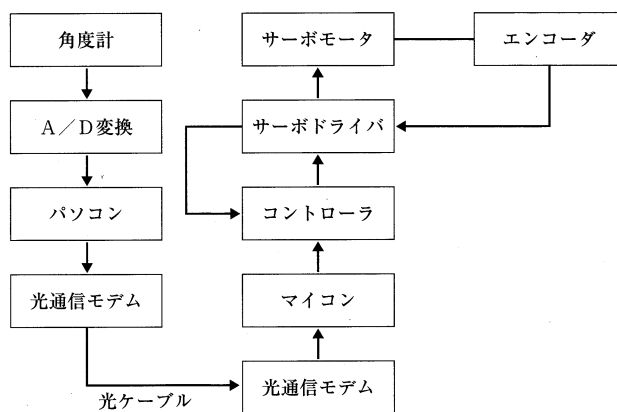 角度計
A/D変換
パソコン
光通信モデム
光ケーブル
光通信モデム
マイコン
コントローラ
サーボドライバ
サーボモータ
エンコーダ